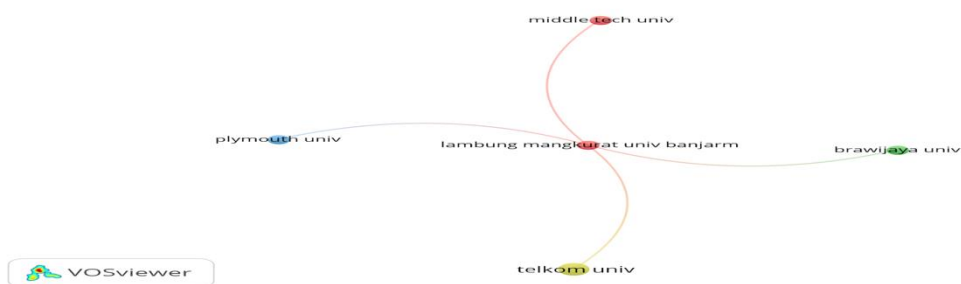 middle tech univ
plymouth univ
lambung mangkurat univ banjarm
brawijaya univ
telkom univ
VOSviewer